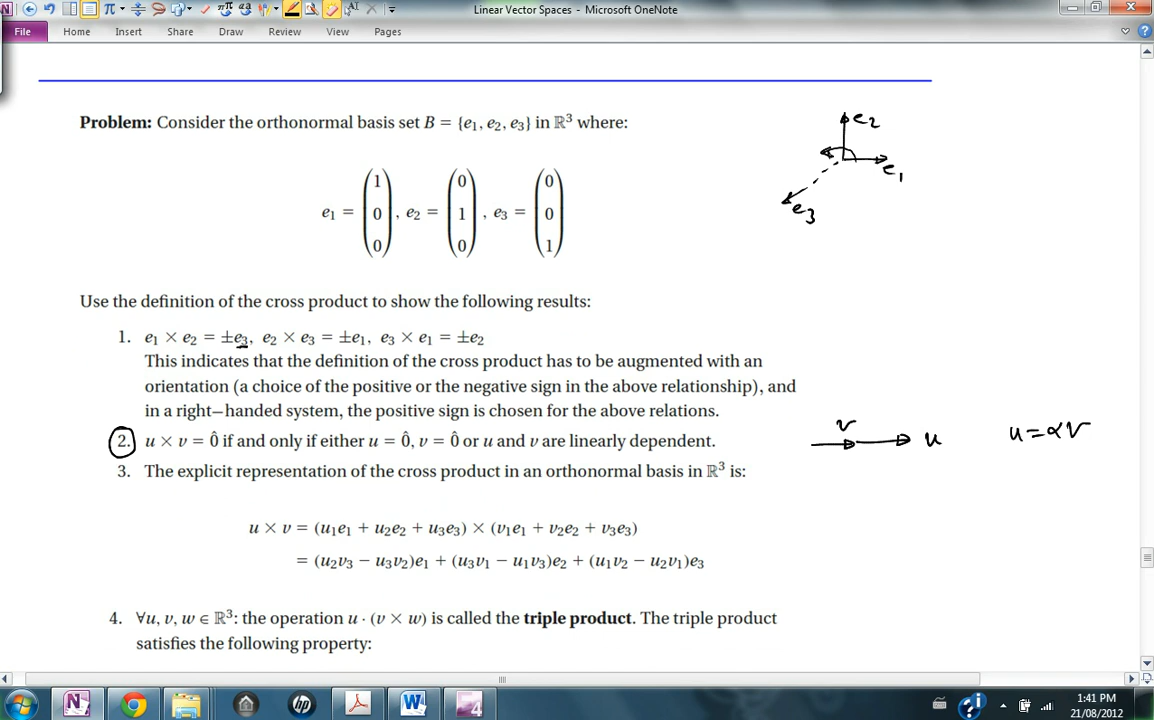 Linear Vector Spaces - Microsoft OneNote
File Home Insert Share Draw Review View Pages
Problem: Consider the orthonormal basis set B = {e₁, e₂, e₃} in ℝ³ where:
e₂
e₁
e₃
e₁ = (1 0 0), e₂ = (0 1 0), e₃ = (0 0 1)
Use the definition of the cross product to show the following results:
1. e₁ × e₂ = ±e₃, e₂ × e₃ = ±e₁, e₃ × e₁ = ±e₂
This indicates that the definition of the cross product has to be augmented with an
orientation (a choice of the positive or the negative sign in the above relationship), and
in a right–handed system, the positive sign is chosen for the above relations.
2. u × v = 0̂ if and only if either u = 0̂, v = 0̂ or u and v are linearly dependent.
v u u = αv
3. The explicit representation of the cross product in an orthonormal basis in ℝ³ is:
u × v = (u₁e₁ + u₂e₂ + u₃e₃) × (v₁e₁ + v₂e₂ + v₃e₃)
= (u₂v₃ − u₃v₂)e₁ + (u₃v₁ − u₁v₃)e₂ + (u₁v₂ − u₂v₁)e₃
4. ∀u, v, w ∈ ℝ³: the operation u · (v × w) is called the triple product. The triple product
satisfies the following property:
1:41 PM
21/08/2012